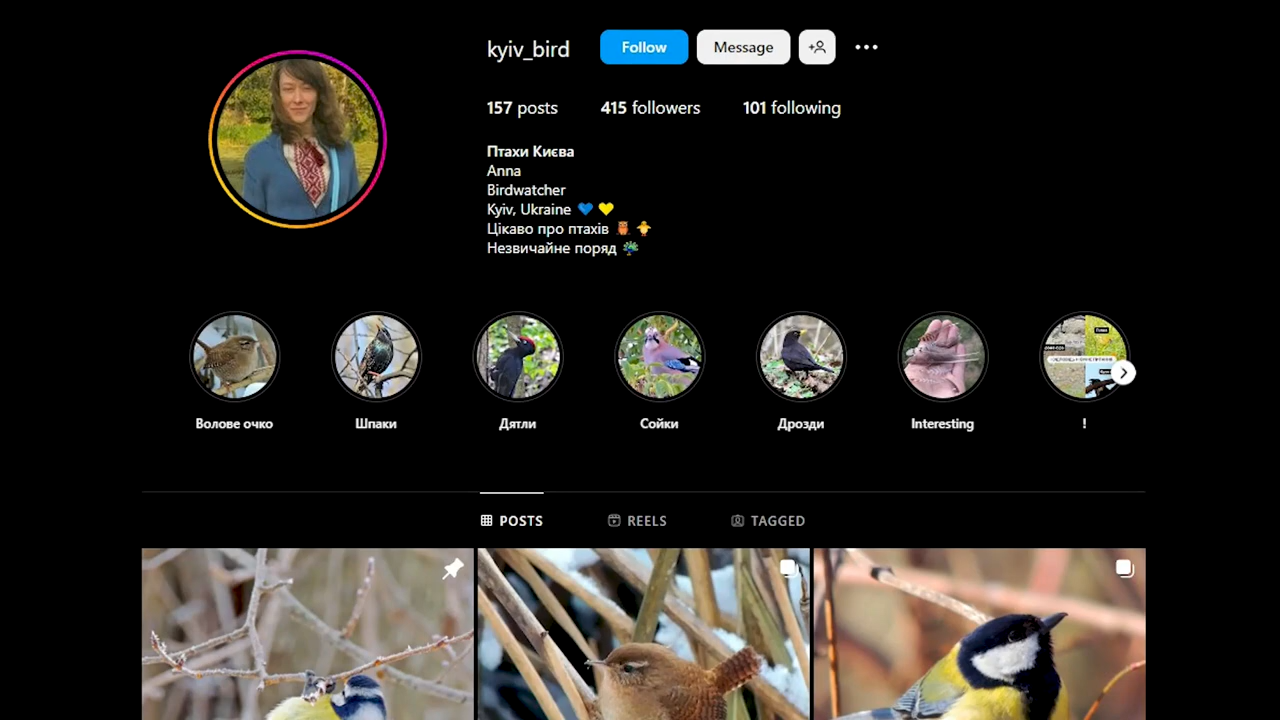 kyiv_bird
Follow
Message
157 posts
415 followers
101 following
Птахи Києва
Anna
Birdwatcher
Kyiv, Ukraine
Цікаво про птахів
Незвичайне поряд
Волове очко
Шпаки
Дятли
Сойки
Дрозди
Interesting
!
POSTS
REELS
TAGGED